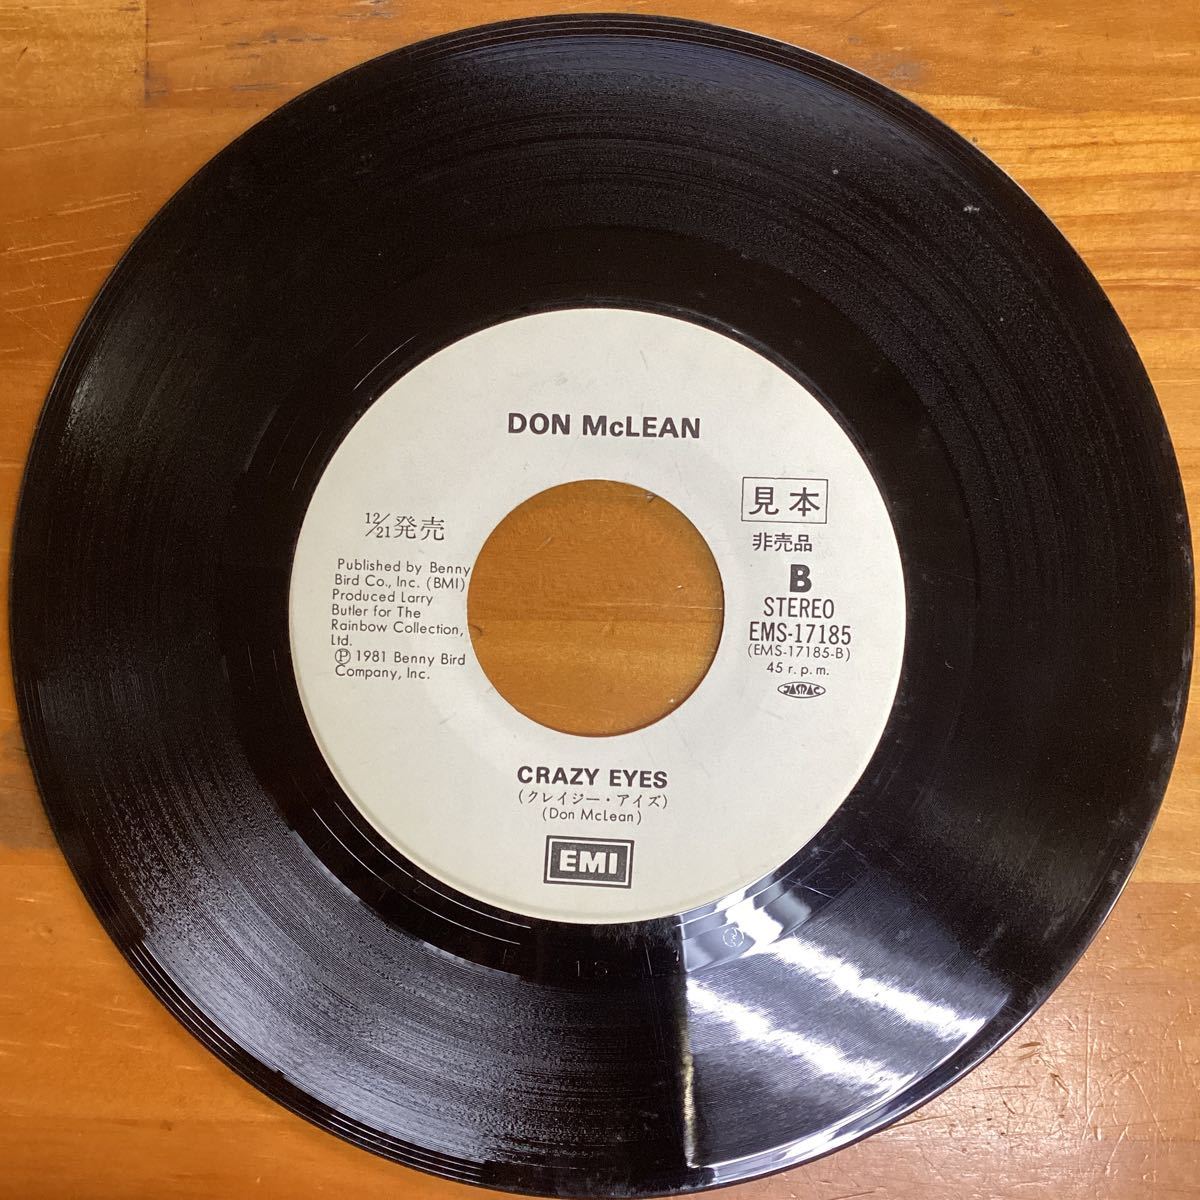 DON McLEAN
見本
非売品
12/21発売
B
STEREO
EMS-17185
(EMS-17185-B)
45 r.p.m.
JASRAC
Published by Benny
Bird Co., Inc. (BMI)
Produced Larry
Butler for The
Rainbow Collection,
Ltd.
Ⓟ 1981 Benny Bird
Company, Inc.
CRAZY EYES
(クレイジー・アイズ)
(Don McLean)
EMI